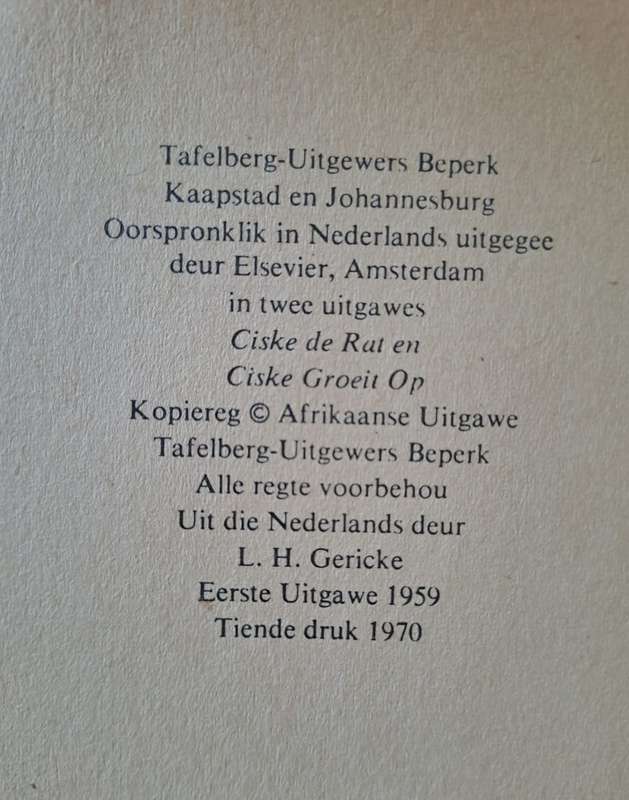 Tafelberg-Uitgewers Beperk
Kaapstad en Johannesburg
Oorspronklik in Nederlands uitgegee
deur Elsevier, Amsterdam
in twee uitgawes
Ciske de Rat en
Ciske Groeit Op
Kopiereg © Afrikaanse Uitgawe
Tafelberg-Uitgewers Beperk
Alle regte voorbehou
Uit die Nederlands deur
L. H. Gericke
Eerste Uitgawe 1959
Tiende druk 1970